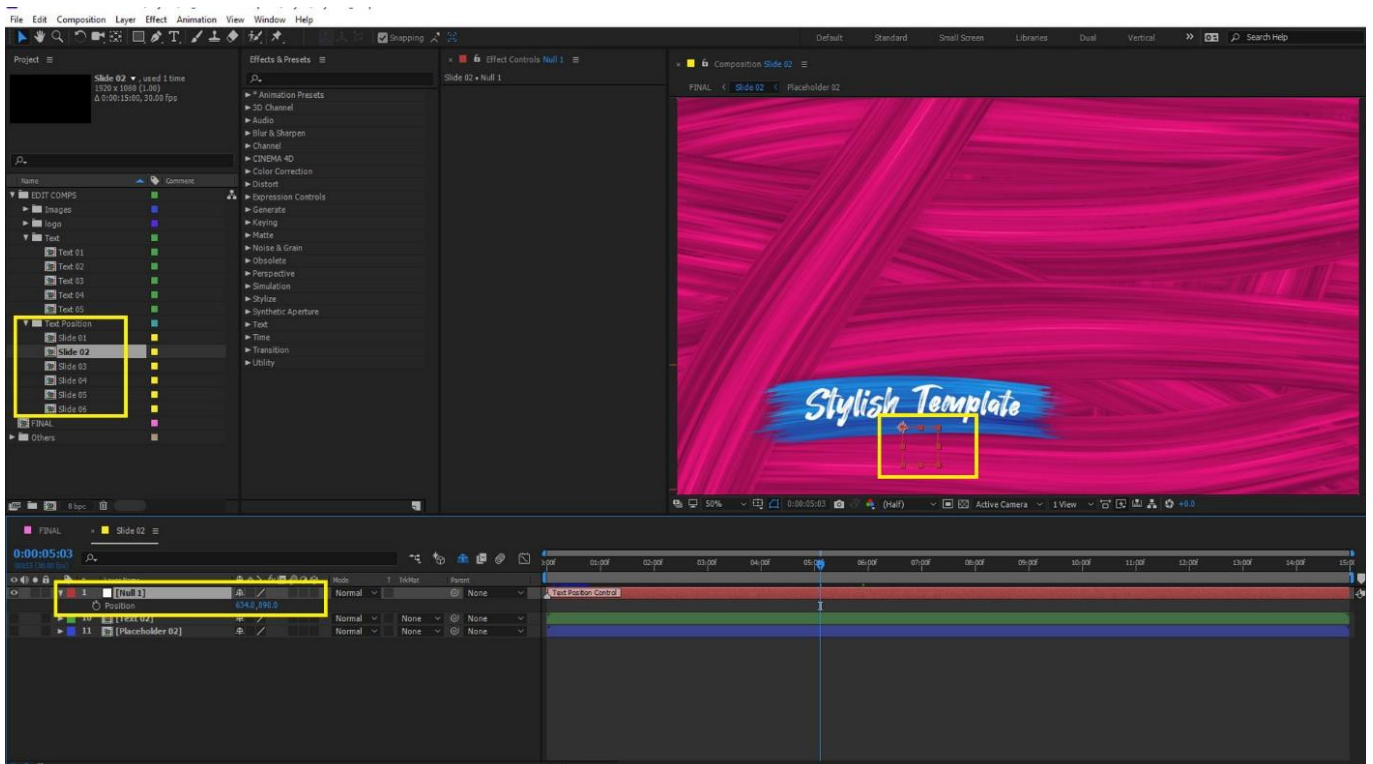 File Edit Composition Layer Effect Animation View Window Help
Snapping
Default Standard Small Screen Libraries Dual Vertical » Search Help
Project
Slide 02 , used 1 time
1920 x 1080 (1.00)
Δ 0:00:15:00, 30.00 fps
Name Comment
EDIT COMPS
Images
logo
Text
Text 01
Text 02
Text 03
Text 04
Text 05
Text Position
Slide 01
Slide 02
Slide 03
Slide 04
Slide 05
Slide 06
FINAL
Others
8 bpc
Effects & Presets
* Animation Presets
3D Channel
Audio
Blur & Sharpen
Channel
CINEMA 4D
Color Correction
Distort
Expression Controls
Generate
Keying
Matte
Noise & Grain
Obsolete
Perspective
Simulation
Stylize
Synthetic Aperture
Text
Time
Transition
Utility
Effect Controls Null 1
Slide 02 • Null 1
Composition Slide 02
FINAL Slide 02 Placeholder 02
Stylish Template
50% 0:00:05:03 (Half) Active Camera 1 View +0.0
FINAL Slide 02
0:00:05:03
:00f 01:00f 02:00f 03:00f 04:00f 06:00f 07:00f 08:00f 09:00f 10:00f 11:00f 12:00f 13:00f 14:00f
Mode T TrkMat Parent
1 [Null 1] Normal None Text Position Control
Position 634.0,898.0
10 [Text 02] Normal None None
11 [Placeholder 02] Normal None None